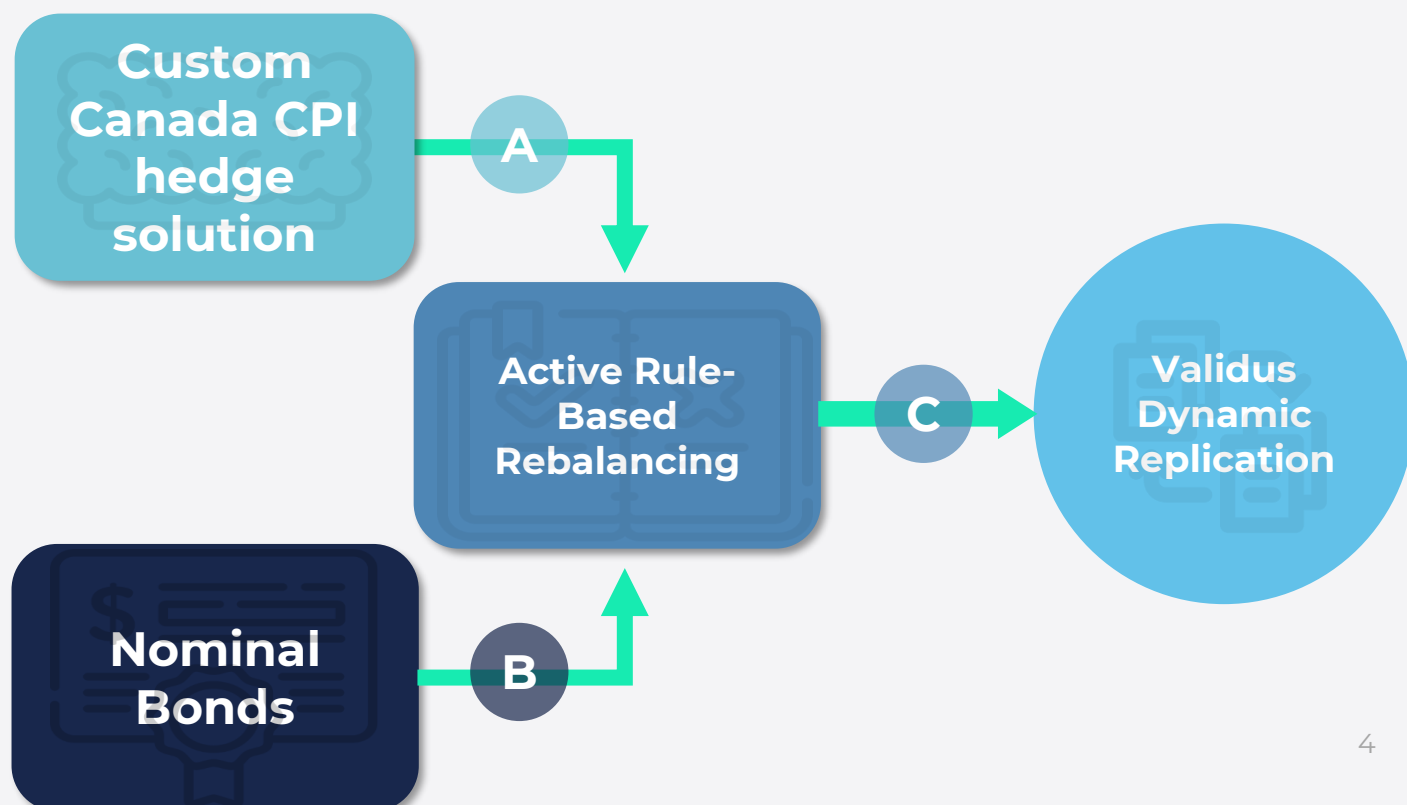 Custom
Canada CPI
hedge
solution
A
Active Rule-
Based
Rebalancing
C
Validus
Dynamic
Replication
$
Nominal
Bonds
B
4